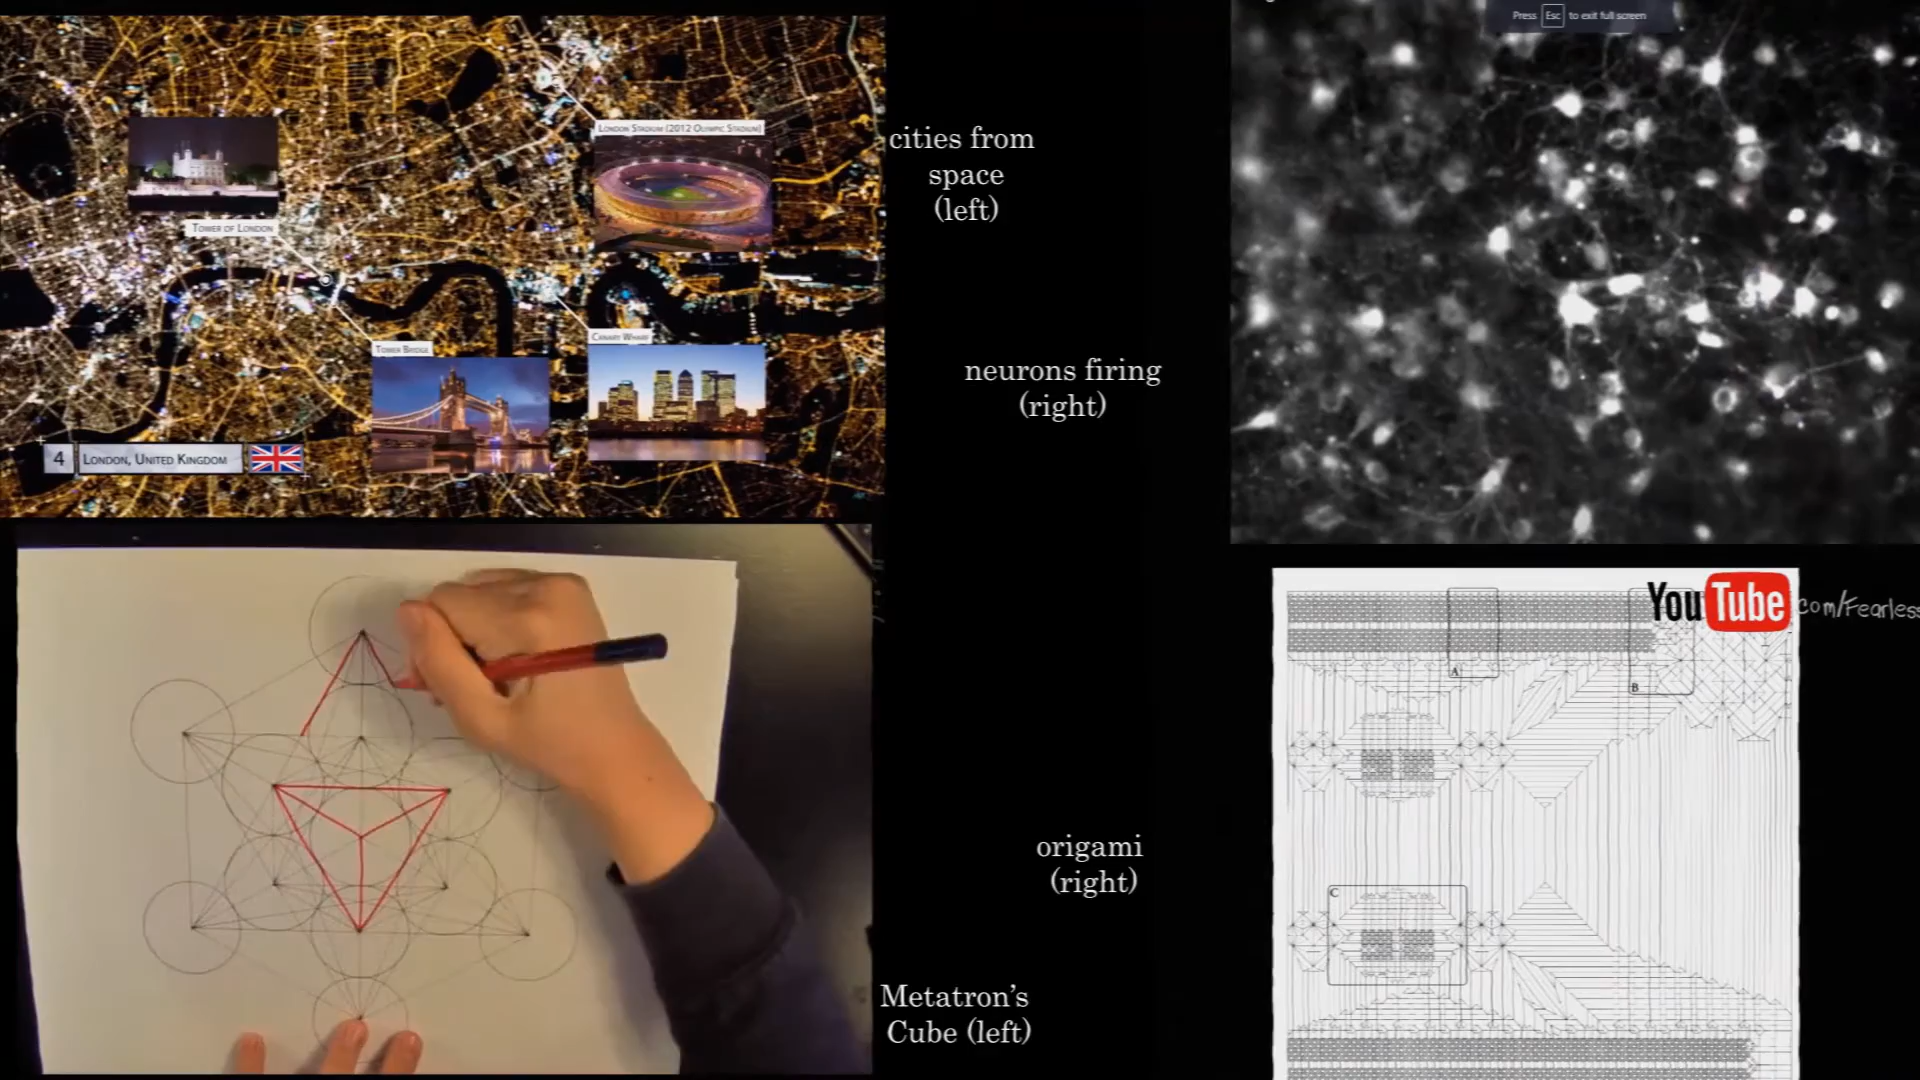 Press Esc to exit full screen
LONDON STADIUM (2012 OLYMPIC STADIUM)
cities from
space
(left)
TOWER OF LONDON
CANARY WHARF
TOWER BRIDGE
neurons firing
(right)
4 LONDON, UNITED KINGDOM
YouTube.com/Fearless
A
B
origami
(right)
C
Metatron's
Cube (left)